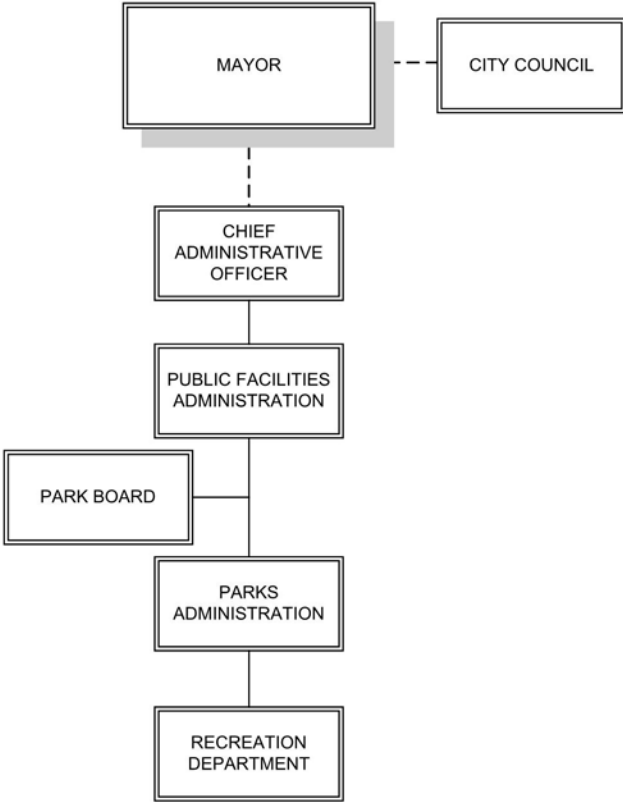 MAYOR
CITY COUNCIL
CHIEF
ADMINISTRATIVE
OFFICER
PUBLIC FACILITIES
ADMINISTRATION
PARK BOARD
PARKS
ADMINISTRATION
RECREATION
DEPARTMENT